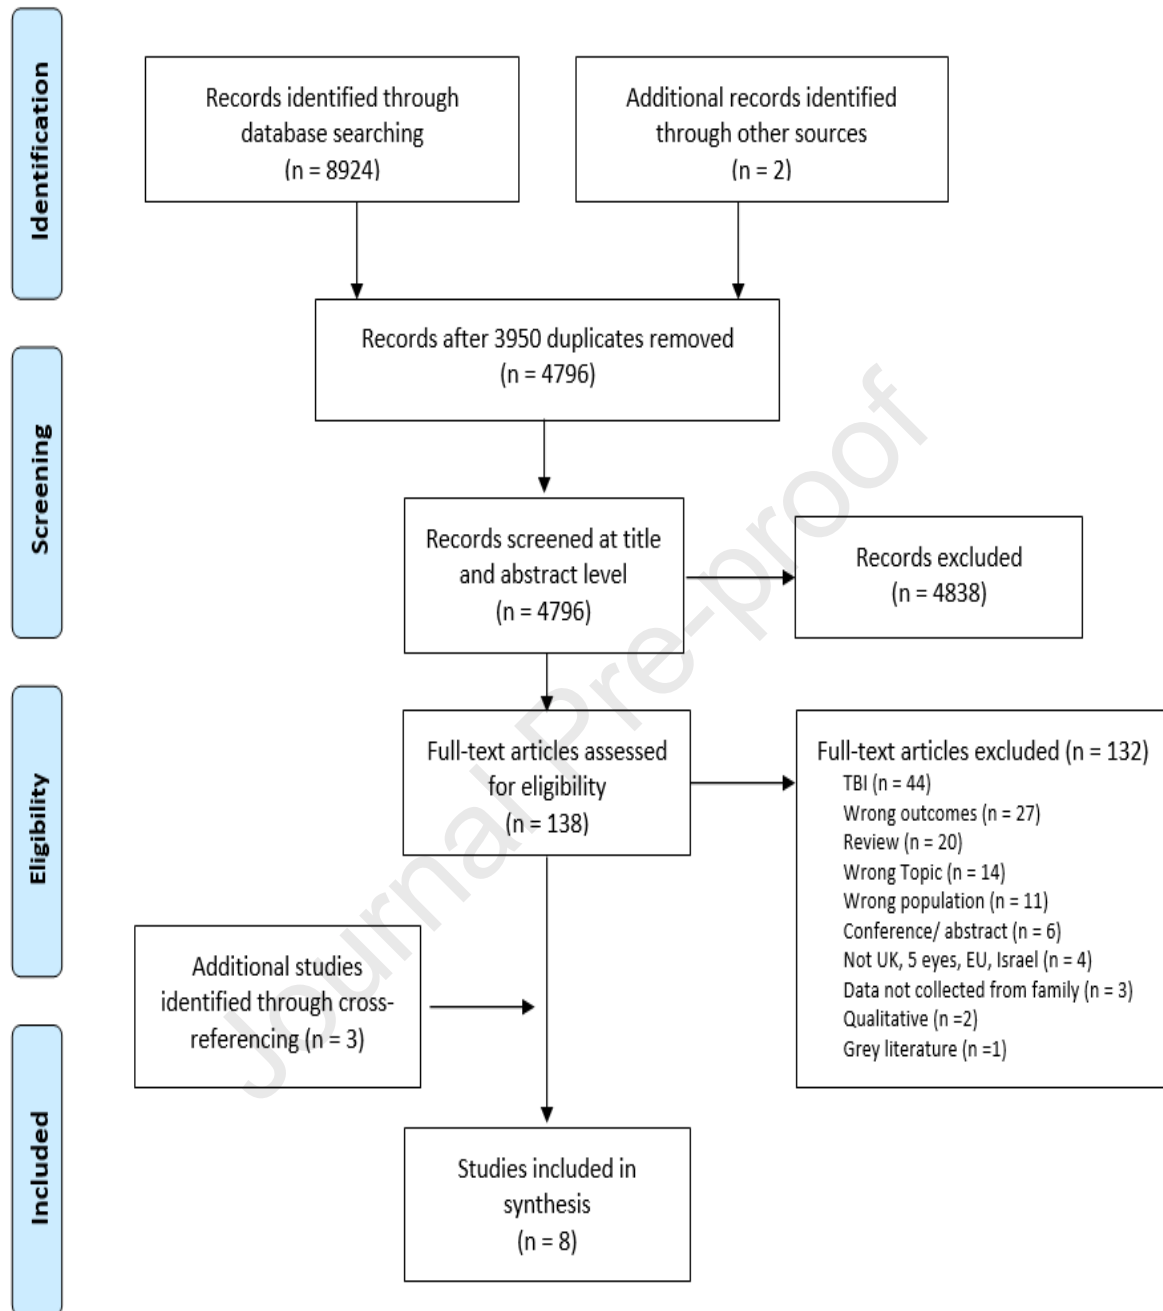 Identification
Records identified through
database searching
(n = 8924)
Additional records identified
through other sources
(n = 2)
Records after 3950 duplicates removed
(n = 4796)
Screening
Records screened at title
and abstract level
(n = 4796)
Records excluded
(n = 4838)
Eligibility
Full-text articles assessed
for eligibility
(n = 138)
Full-text articles excluded (n = 132)
TBI (n = 44)
Wrong outcomes (n = 27)
Review (n = 20)
Wrong Topic (n = 14)
Wrong population (n = 11)
Conference/ abstract (n = 6)
Not UK, 5 eyes, EU, Israel (n = 4)
Data not collected from family (n = 3)
Qualitative (n =2)
Grey literature (n =1)
Additional studies
identified through cross-
referencing (n = 3)
Included
Studies included in
synthesis
(n = 8)
Journal Pre-proof